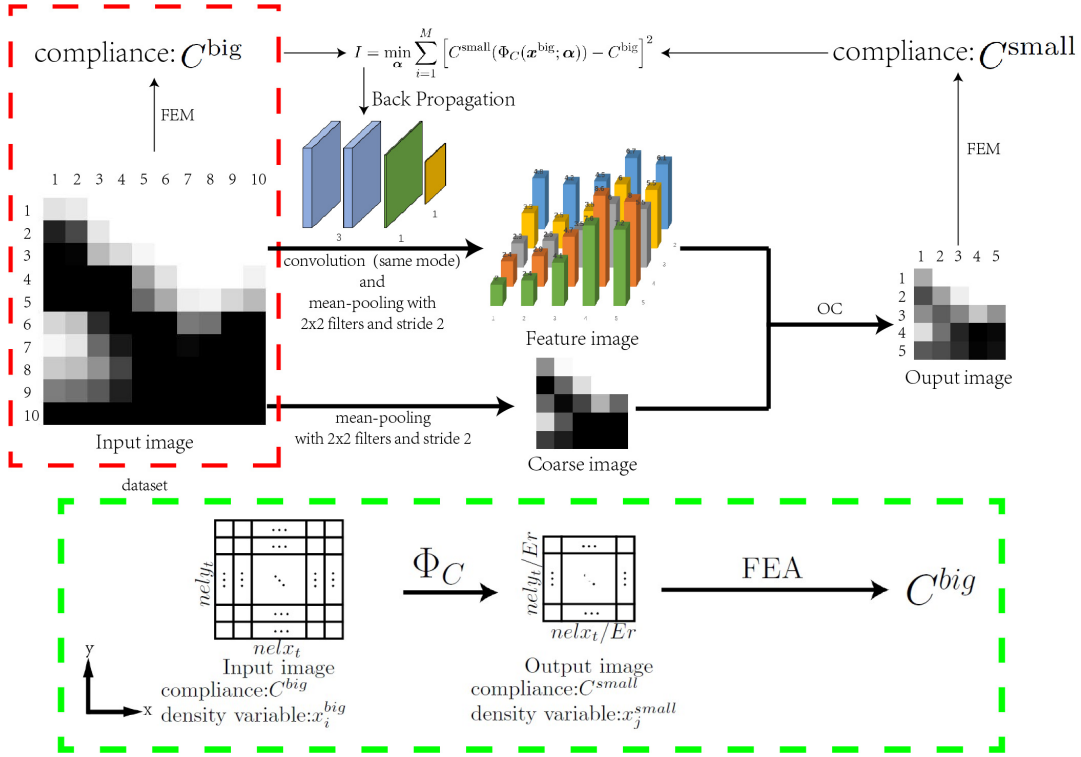 compliance: C^big
I = min_α ∑_{i=1}^{M} [C^small(Φ_C(x^big; α)) − C^big]^2
compliance: C^small
FEM
Back Propagation
FEM
1 2 3 4 5 6 7 8 9 10
1
2
3
4
5
6
7
8
9
10
3
1
1
convolution (same mode)
and
mean-pooling with
2x2 filters and stride 2
Feature image
1 2 3 4 5
1
2
3
4
5
OC
Ouput image
Input image
mean-pooling
with 2x2 filters and stride 2
Coarse image
dataset
nely_t
nelx_t
Input image
compliance:C^big
density variable:x_i^big
Φ_C
nely_t/Er
nelx_t/Er
Output image
compliance:C^small
density variable:x_j^small
FEA
C^big
y
x